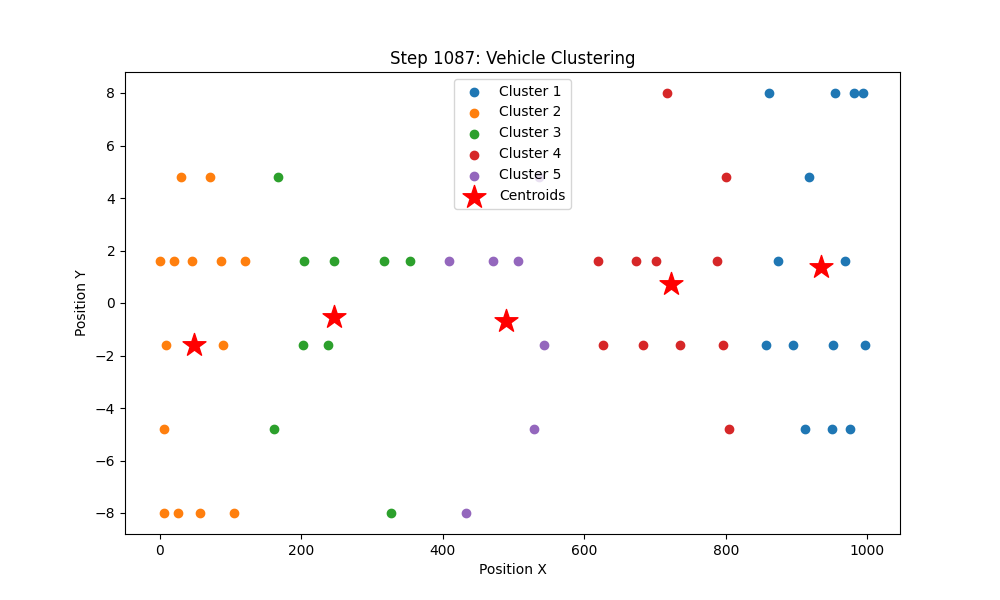 Step 1087: Vehicle Clustering
Cluster 1
Cluster 2
Cluster 3
Cluster 4
Cluster 5
Centroids
Position Y
8
6
4
2
0
−2
−4
−6
−8
0
200
400
600
800
1000
Position X